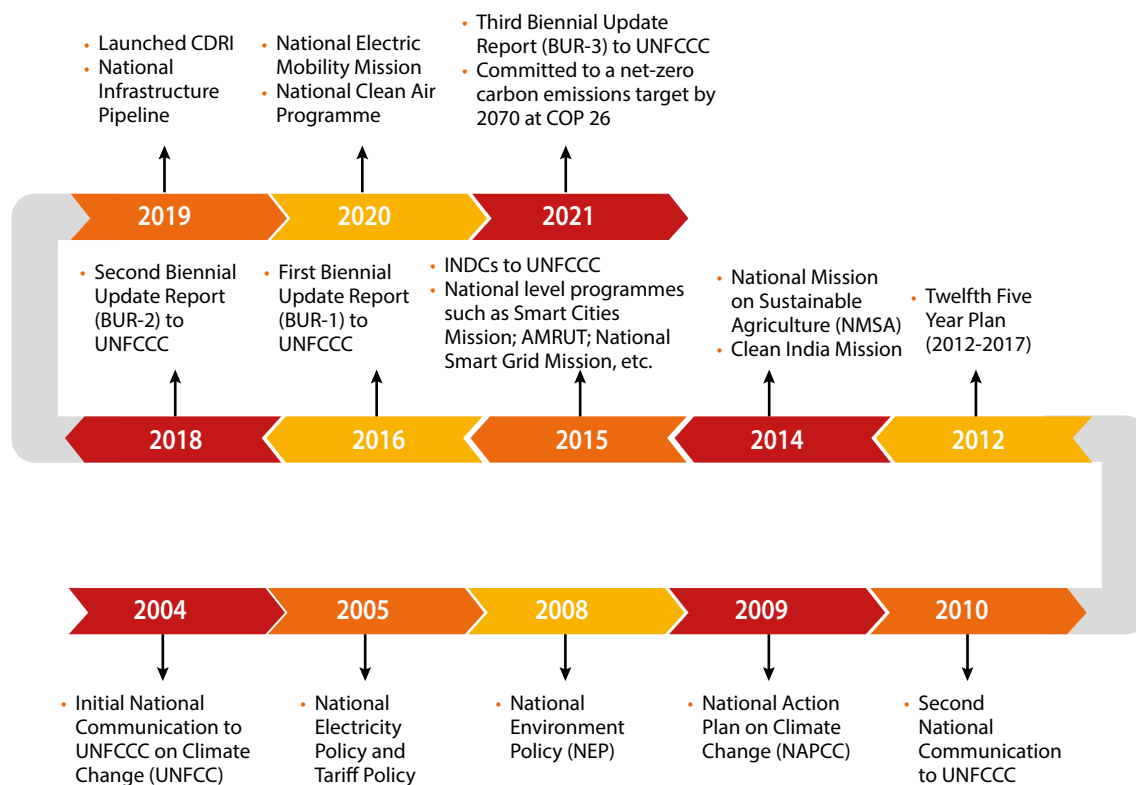 • Launched CDRI
• National
Infrastructure
Pipeline
• National Electric
Mobility Mission
• National Clean Air
Programme
• Third Biennial Update
Report (BUR-3) to UNFCCC
• Committed to a net-zero
carbon emissions target by
2070 at COP 26
2019
2020
2021
• Second Biennial
Update Report
(BUR-2) to
UNFCCC
• First Biennial
Update Report
(BUR-1) to
UNFCCC
• INDCs to UNFCCC
• National level programmes
such as Smart Cities
Mission; AMRUT; National
Smart Grid Mission, etc.
• National Mission
on Sustainable
Agriculture (NMSA)
• Clean India Mission
• Twelfth Five
Year Plan
(2012-2017)
2018
2016
2015
2014
2012
2004
2005
2008
2009
2010
• Initial National
Communication to
UNFCCC on Climate
Change (UNFCC)
• National
Electricity
Policy and
Tariff Policy
• National
Environment
Policy (NEP)
• National Action
Plan on Climate
Change (NAPCC)
• Second
National
Communication
to UNFCCC